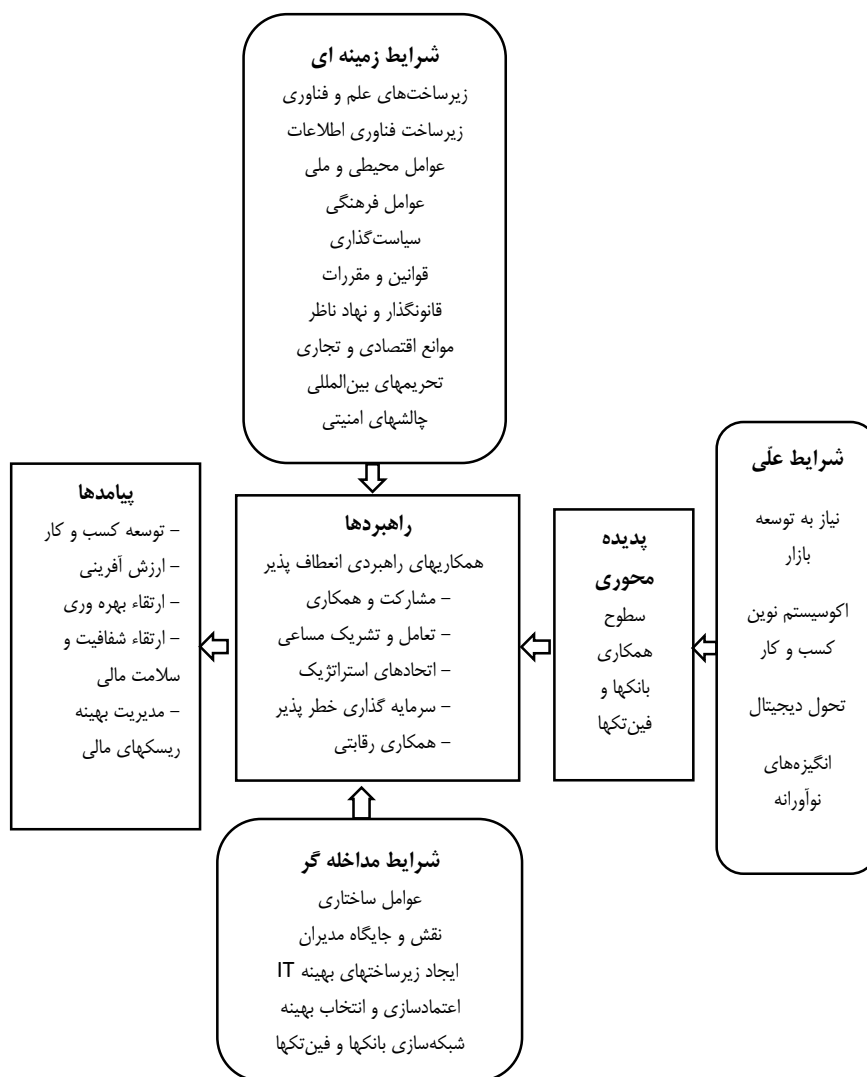 شرایط زمینه ای
زیرساخت‌های علم و فناوری
زیرساخت فناوری اطلاعات
عوامل محیطی و ملی
عوامل فرهنگی
سیاست‌گذاری
قوانین و مقررات
قانونگذار و نهاد ناظر
موانع اقتصادی و تجاری
تحریمهای بین‌المللی
چالشهای امنیتی
شرایط علّی
نیاز به توسعه
بازار
اکوسیستم نوین
کسب و کار
تحول دیجیتال
انگیزه‌های
نوآورانه
پدیده
محوری
سطوح
همکاری
بانکها و
فین‌تکها
راهبردها
همکاریهای راهبردی انعطاف پذیر
– مشارکت و همکاری
– تعامل و تشریک مساعی
– اتحادهای استراتژیک
– سرمایه گذاری خطر پذیر
– همکاری رقابتی
پیامدها
– توسعه کسب و کار
– ارزش آفرینی
– ارتقاء بهره وری
– ارتقاء شفافیت و
سلامت مالی
– مدیریت بهینه
ریسکهای مالی
شرایط مداخله گر
عوامل ساختاری
نقش و جایگاه مدیران
ایجاد زیرساختهای بهینه IT
اعتمادسازی و انتخاب بهینه
شبکه‌سازی بانکها و فین‌تکها